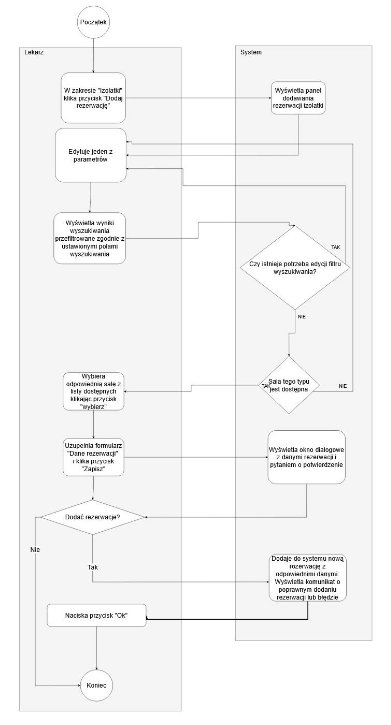 Początek
Lekarz
System
W zakresie "Izolatki"
klika przycisk "Dodaj
rezerwację"
Wyświetla panel
dodawania
rezerwacji izolatki
Edytuje jeden z
parametrów
Wyświetla wyniki
wyszukiwania
przefiltrowane zgodnie z
ustawionymi polami
wyszukiwania
TAK
Czy istnieje potrzeba edycji filtru
wyszukiwania?
NIE
Wybiera
odpowiednią salę z
listy dostępnych
klikając przycisk
"wybierz"
Sala tego typu
TAK
jest dostępna
NIE
Uzupełnia formularz
"Dane rezerwacji"
i klika przycisk
"Zapisz"
Wyświetla okno dialogowe
z danymi rezerwacji i
pytaniem o potwierdzenie
Dodać rezerwacje?
Nie
Tak
Dodaje do systemu nową
rezerwację z
odpowiednimi danymi
Wyświetla komunikat o
poprawnym dodaniu
rezerwacji lub błędzie
Naciska przycisk "Ok"
Koniec